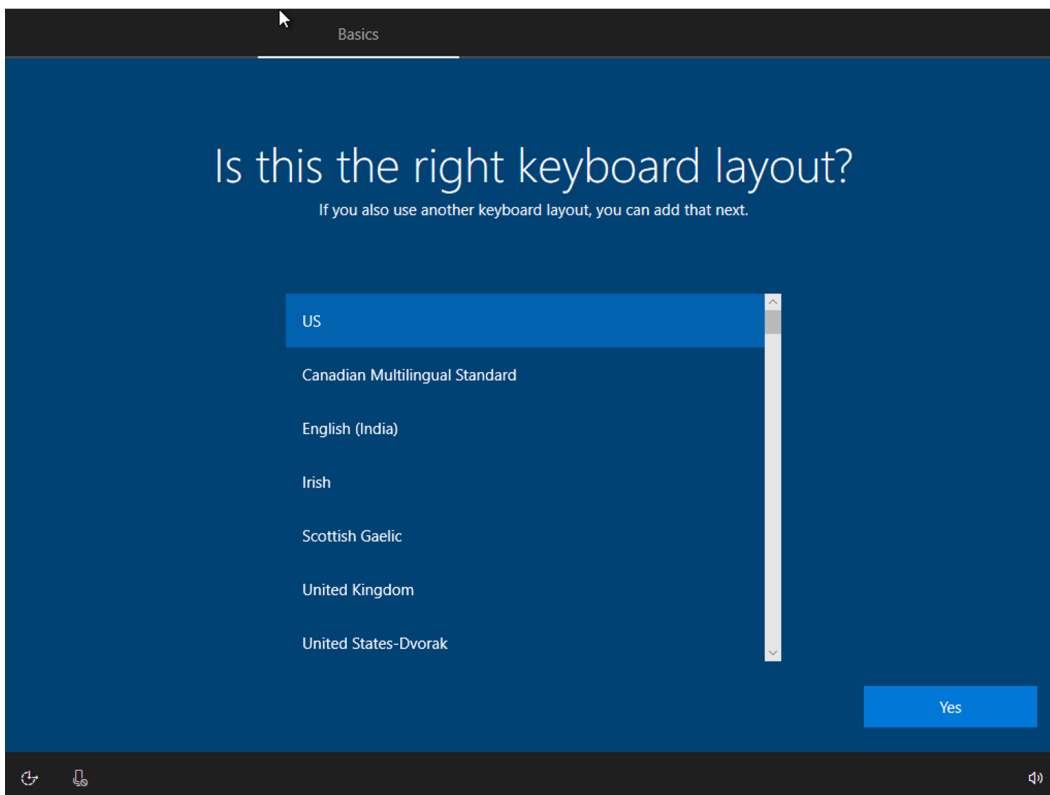 Basics
Is this the right keyboard layout?
If you also use another keyboard layout, you can add that next.
US
Canadian Multilingual Standard
English (India)
Irish
Scottish Gaelic
United Kingdom
United States-Dvorak
Yes